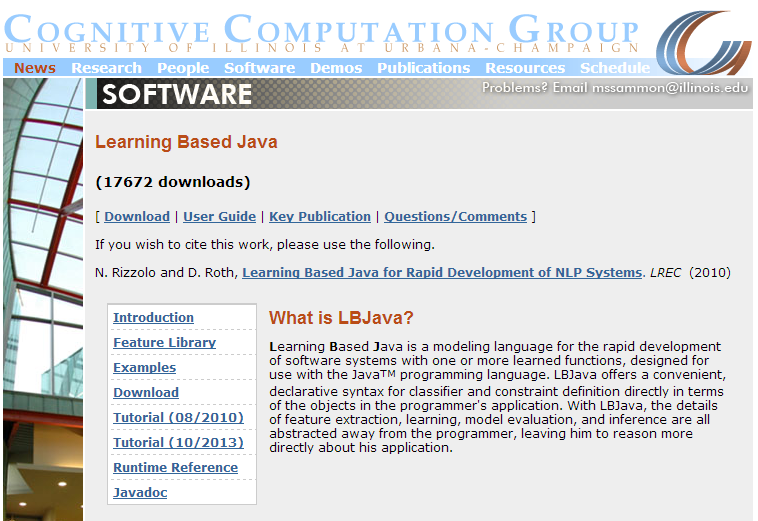 COGNITIVE COMPUTATION GROUP
UNIVERSITY OF ILLINOIS AT URBANA-CHAMPAIGN
News Research People Software Demos Publications Resources Schedule
SOFTWARE
Problems? Email mssammon@illinois.edu
Learning Based Java
(17672 downloads)
[ Download | User Guide | Key Publication | Questions/Comments ]
If you wish to cite this work, please use the following.
N. Rizzolo and D. Roth, Learning Based Java for Rapid Development of NLP Systems. LREC (2010)
Introduction
Feature Library
Examples
Download
Tutorial (08/2010)
Tutorial (10/2013)
Runtime Reference
Javadoc
What is LBJava?
Learning Based Java is a modeling language for the rapid development
of software systems with one or more learned functions, designed for
use with the Java™ programming language. LBJava offers a convenient,
declarative syntax for classifier and constraint definition directly in terms
of the objects in the programmer's application. With LBJava, the details
of feature extraction, learning, model evaluation, and inference are all
abstracted away from the programmer, leaving him to reason more
directly about his application.